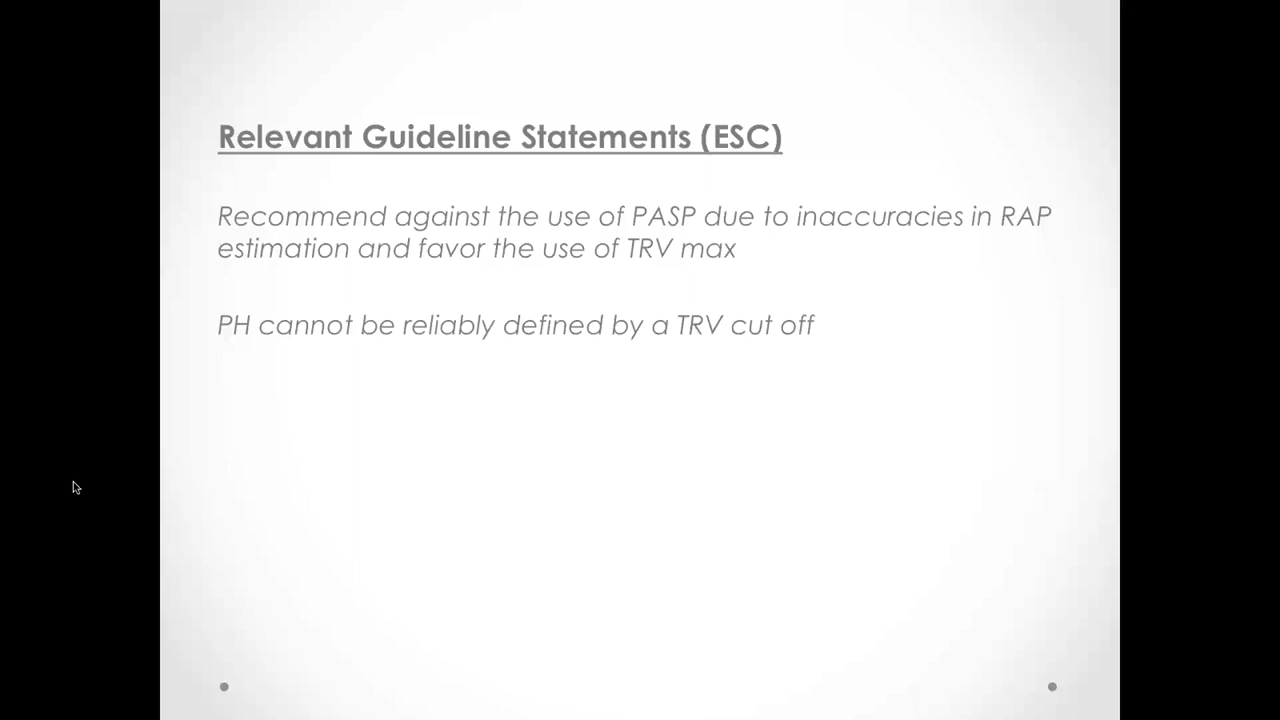 Relevant Guideline Statements (ESC)
Recommend against the use of PASP due to inaccuracies in RAP
estimation and favor the use of TRV max
PH cannot be reliably defined by a TRV cut off